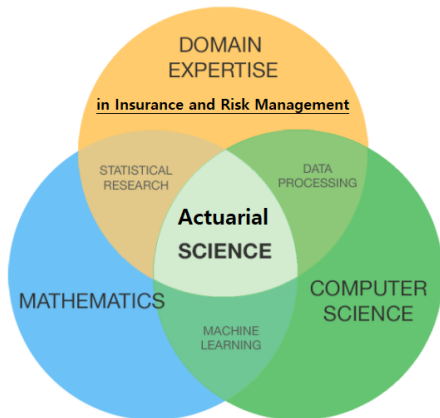 DOMAIN
EXPERTISE
in Insurance and Risk Management
STATISTICAL
RESEARCH
DATA
PROCESSING
Actuarial
SCIENCE
MATHEMATICS
COMPUTER
SCIENCE
MACHINE
LEARNING